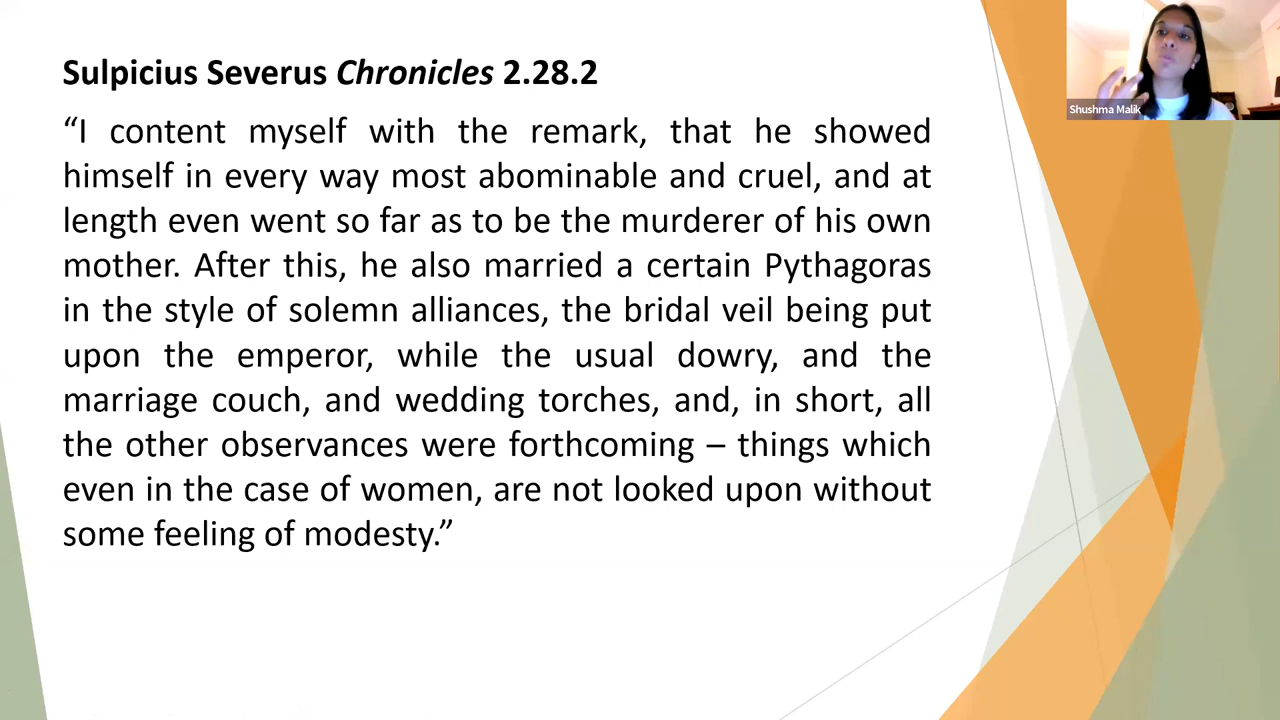 Sulpicius Severus Chronicles 2.28.2
“I content myself with the remark, that he showed
himself in every way most abominable and cruel, and at
length even went so far as to be the murderer of his own
mother. After this, he also married a certain Pythagoras
in the style of solemn alliances, the bridal veil being put
upon the emperor, while the usual dowry, and the
marriage couch, and wedding torches, and, in short, all
the other observances were forthcoming – things which
even in the case of women, are not looked upon without
some feeling of modesty.”
Shushma Malik